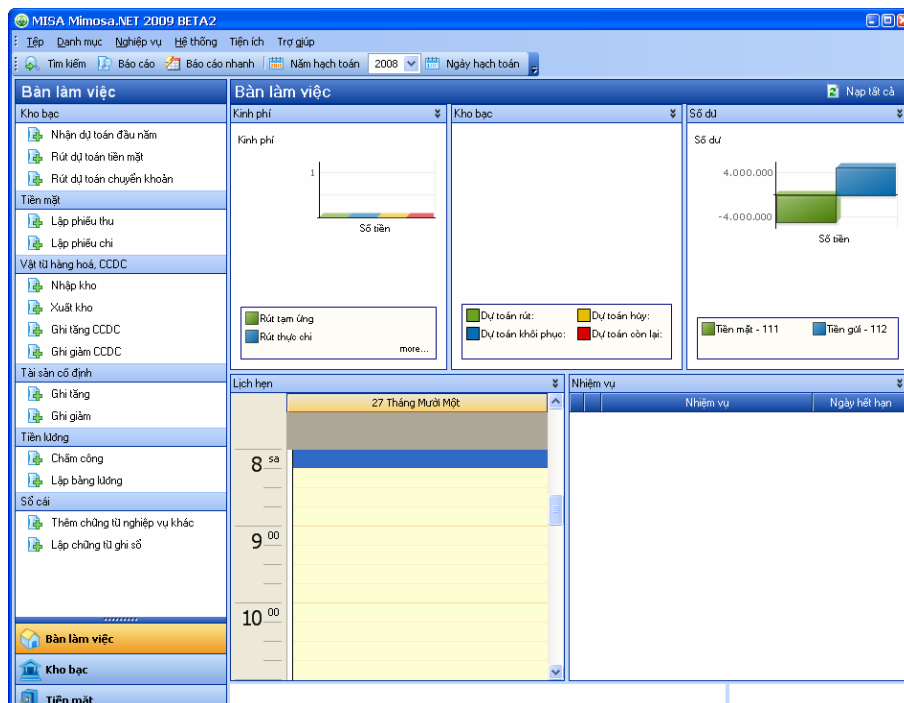 MISA Mimosa.NET 2009 BETA2
Tệp Danh mục Nghiệp vụ Hệ thống Tiện ích Trợ giúp
Tìm kiếm Báo cáo Báo cáo nhanh Năm hạch toán 2008 Ngày hạch toán
Bàn làm việc
Kho bạc
Nhận dự toán đầu năm
Rút dự toán tiền mặt
Rút dự toán chuyển khoản
Tiền mặt
Lập phiếu thu
Lập phiếu chi
Vật tư hàng hoá, CCDC
Nhập kho
Xuất kho
Ghi tăng CCDC
Ghi giảm CCDC
Tài sản cố định
Ghi tăng
Ghi giảm
Tiền lương
Chấm công
Lập bảng lương
Sổ cái
Thêm chứng từ nghiệp vụ khác
Lập chứng từ ghi sổ
Bàn làm việc
Kho bạc
Tiền mặt
Bàn làm việc Nạp tất cả
Kinh phí
Kinh phí
1
Số tiền
Rút tạm ứng
Rút thực chi
more...
Kho bạc
Dự toán rút: Dự toán hủy:
Dự toán khôi phục: Dự toán còn lại:
Số dư
Số dư
4.000.000
-4.000.000
Số tiền
Tiền mặt - 111 Tiền gửi - 112
Lịch hẹn
27 Tháng Mười Một
8 sa
9 00
10 00
Nhiệm vụ
Nhiệm vụ Ngày hết hạn